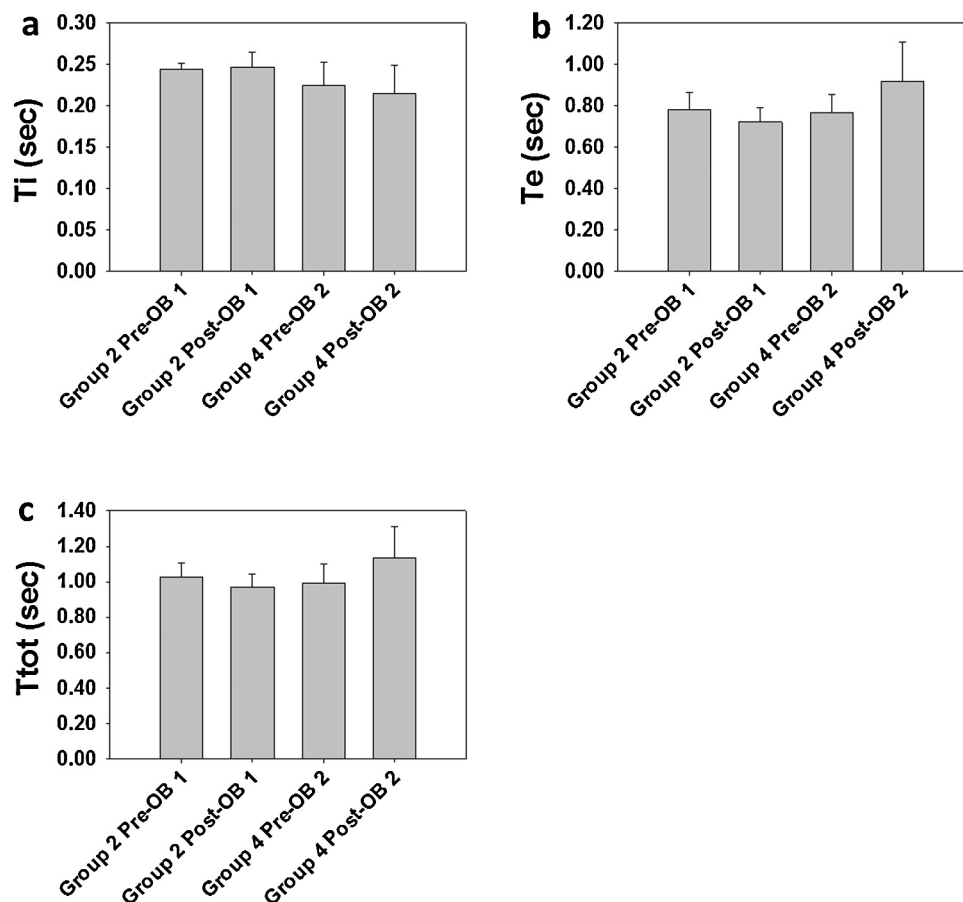 a
Ti (sec)
0.30
0.25
0.20
0.15
0.10
0.05
0.00
Group 2 Pre-OB 1
Group 2 Post-OB 1
Group 4 Pre-OB 2
Group 4 Post-OB 2
b
Te (sec)
1.20
1.00
0.80
0.60
0.40
0.20
0.00
Group 2 Pre-OB 1
Group 2 Post-OB 1
Group 4 Pre-OB 2
Group 4 Post-OB 2
c
Ttot (sec)
1.40
1.20
1.00
0.80
0.60
0.40
0.20
0.00
Group 2 Pre-OB 1
Group 2 Post-OB 1
Group 4 Pre-OB 2
Group 4 Post-OB 2